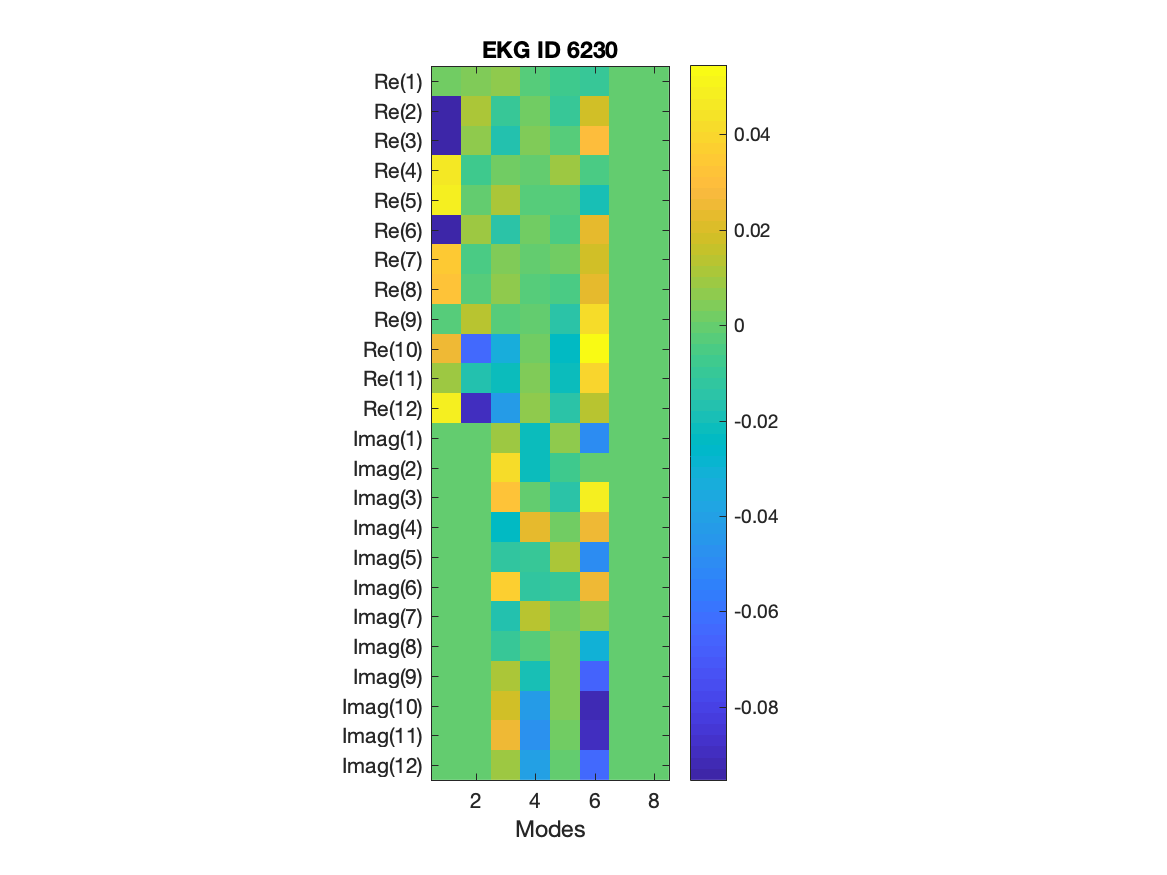 EKG ID 6230
Re(1)
Re(2)
Re(3)
Re(4)
Re(5)
Re(6)
Re(7)
Re(8)
Re(9)
Re(10)
Re(11)
Re(12)
Imag(1)
Imag(2)
Imag(3)
Imag(4)
Imag(5)
Imag(6)
Imag(7)
Imag(8)
Imag(9)
Imag(10)
Imag(11)
Imag(12)
2 4 6 8
Modes
0.04
0.02
0
-0.02
-0.04
-0.06
-0.08